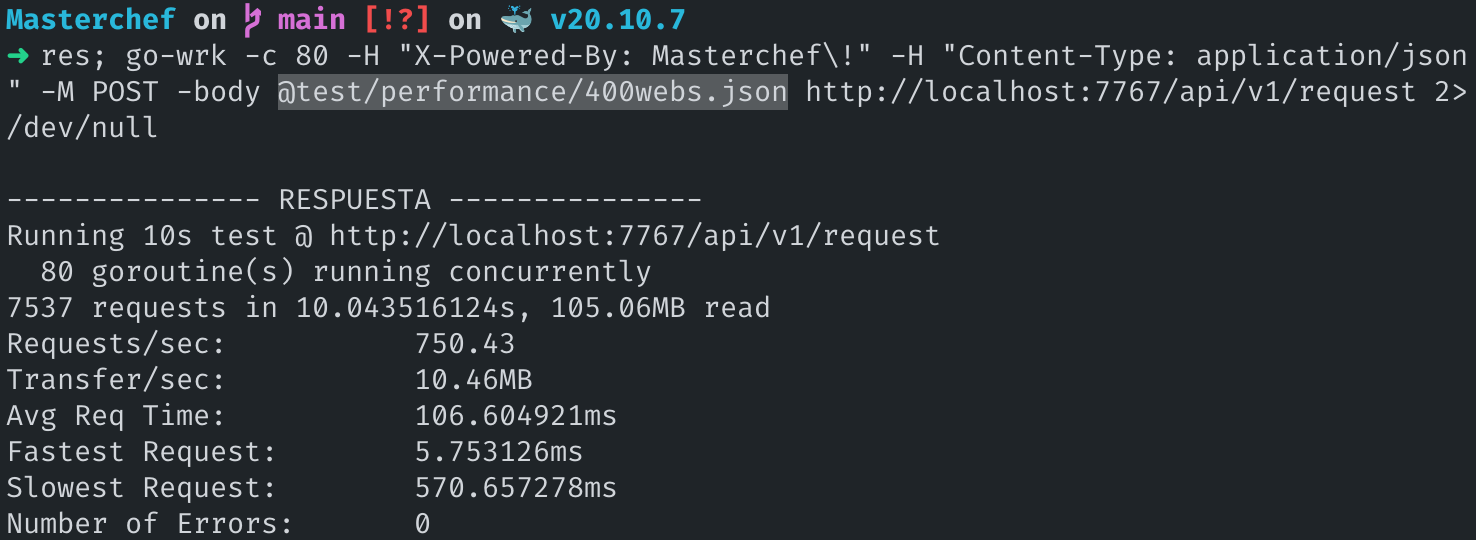 Masterchef on main [!?] on 🐳 v20.10.7
➜ res; go-wrk -c 80 -H "X-Powered-By: Masterchef\!" -H "Content-Type: application/json
" -M POST -body @test/performance/400webs.json http://localhost:7767/api/v1/request 2>
/dev/null
--------------- RESPUESTA ---------------
Running 10s test @ http://localhost:7767/api/v1/request
  80 goroutine(s) running concurrently
7537 requests in 10.043516124s, 105.06MB read
Requests/sec:           750.43
Transfer/sec:           10.46MB
Avg Req Time:           106.604921ms
Fastest Request:        5.753126ms
Slowest Request:        570.657278ms
Number of Errors:       0